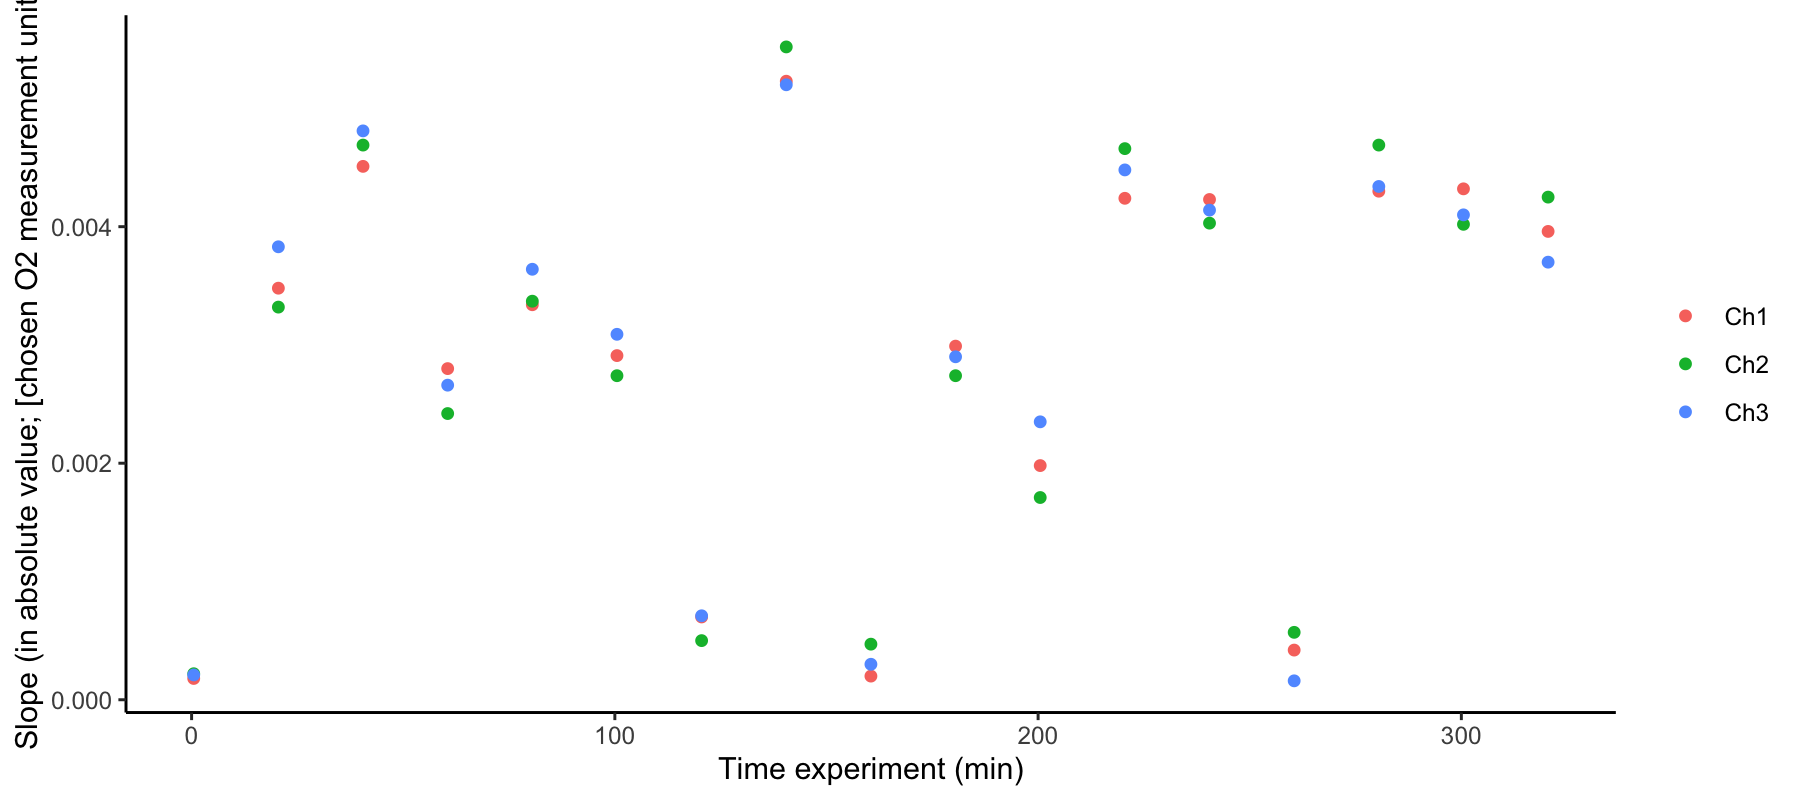 Slope (in absolute value; [chosen O2 measurement unit
0.004
0.002
0.000
0
100
200
300
Time experiment (min)
Ch1
Ch2
Ch3